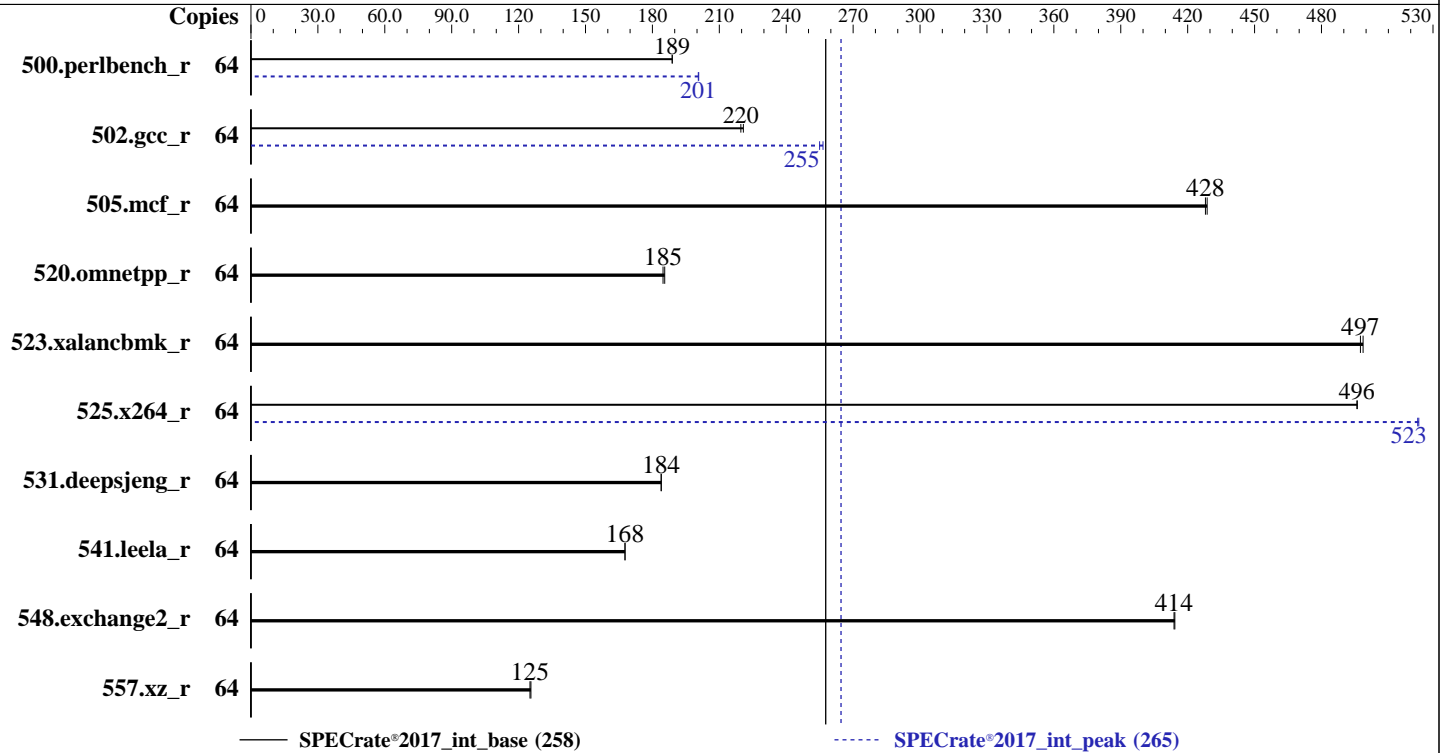 Copies 0 30.0 60.0 90.0 120 150 180 210 240 270 300 330 360 390 420 450 480 530
500.perlbench_r 64 189
201
502.gcc_r 64 220
255
505.mcf_r 64 428
520.omnetpp_r 64 185
523.xalancbmk_r 64 497
525.x264_r 64 496
523
531.deepsjeng_r 64 184
541.leela_r 64 168
548.exchange2_r 64 414
557.xz_r 64 125
SPECrate®2017_int_base (258) SPECrate®2017_int_peak (265)